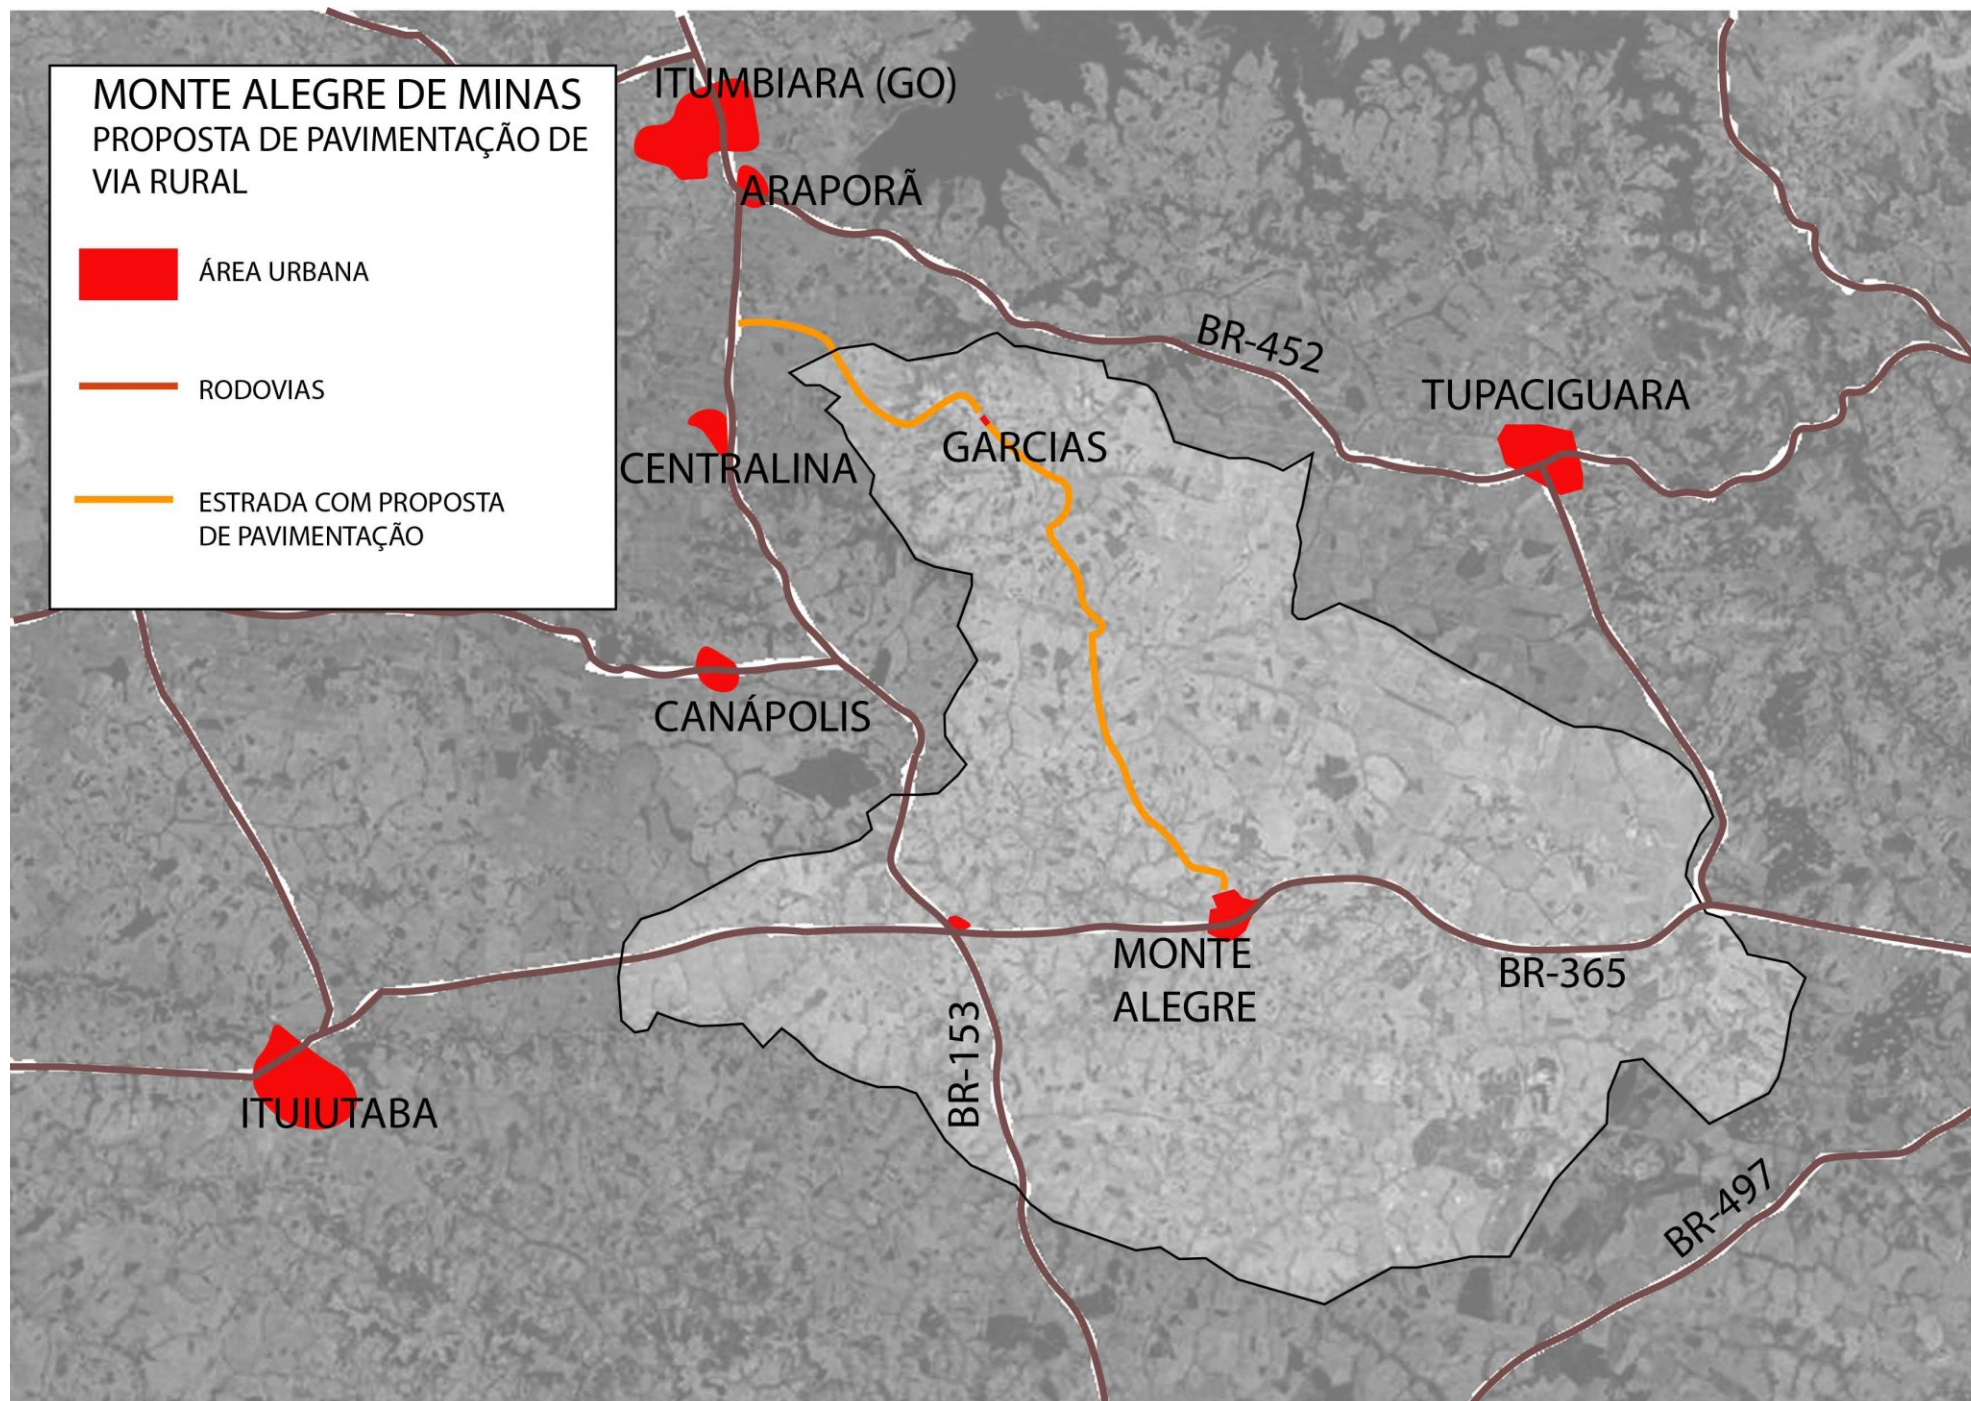 MONTE ALEGRE DE MINAS
PROPOSTA DE PAVIMENTAÇÃO DE
VIA RURAL
ÁREA URBANA
RODOVIAS
ESTRADA COM PROPOSTA
DE PAVIMENTAÇÃO
ITUMBIARA (GO)
ARAPORÃ
BR-452
TUPACIGUARA
GARCIAS
CENTRALINA
CANÁPOLIS
MONTE
ALEGRE
BR-365
BR-153
ITUIUTABA
BR-497